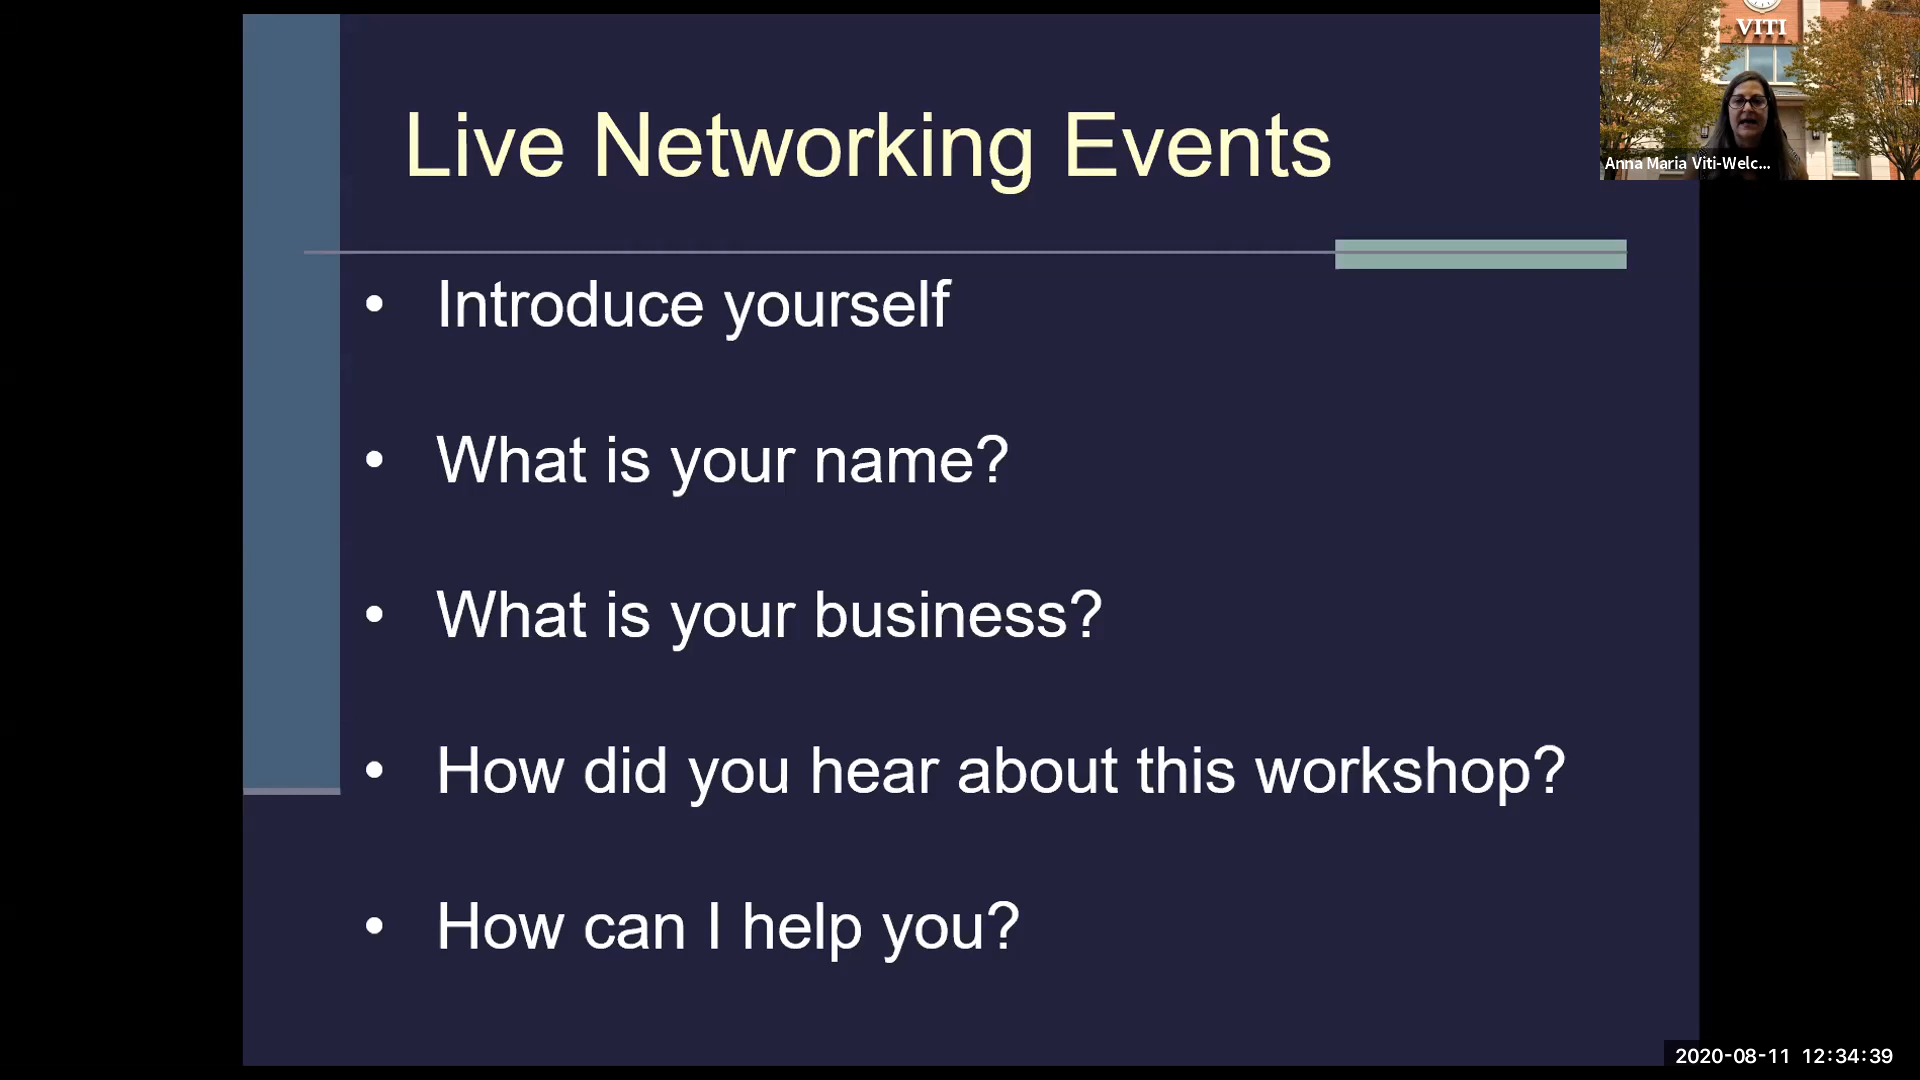 VITI
Anna Maria Viti-Welc...
Live Networking Events
• Introduce yourself
• What is your name?
• What is your business?
• How did you hear about this workshop?
• How can I help you?
2020-08-11 12:34:39